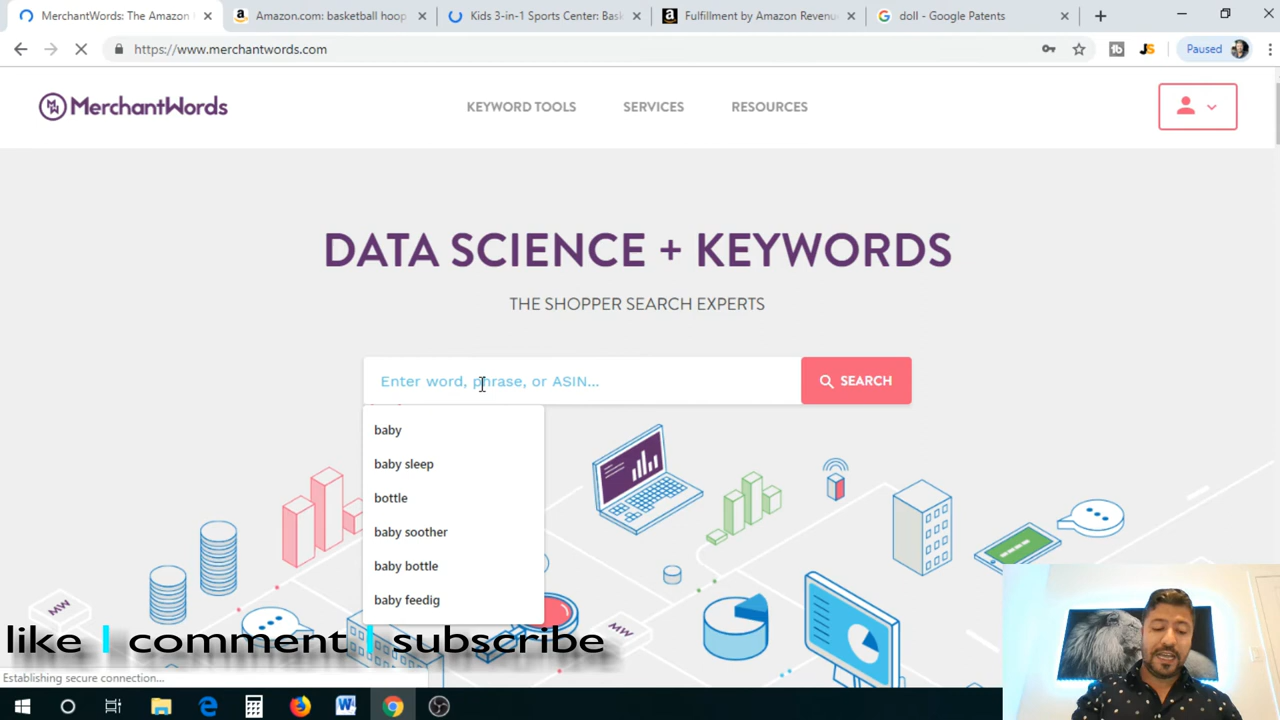 MerchantWords: The Amazon
Amazon.com: basketball hoop
Kids 3-in-1 Sports Center: Bask
Fulfillment by Amazon Revenu
doll - Google Patents
https://www.merchantwords.com
Paused
MerchantWords
KEYWORD TOOLS
SERVICES
RESOURCES
DATA SCIENCE + KEYWORDS
THE SHOPPER SEARCH EXPERTS
Enter word, phrase, or ASIN...
SEARCH
baby
baby sleep
bottle
baby soother
baby bottle
baby feedig
MW
MW
like | comment | subscribe
Establishing secure connection...